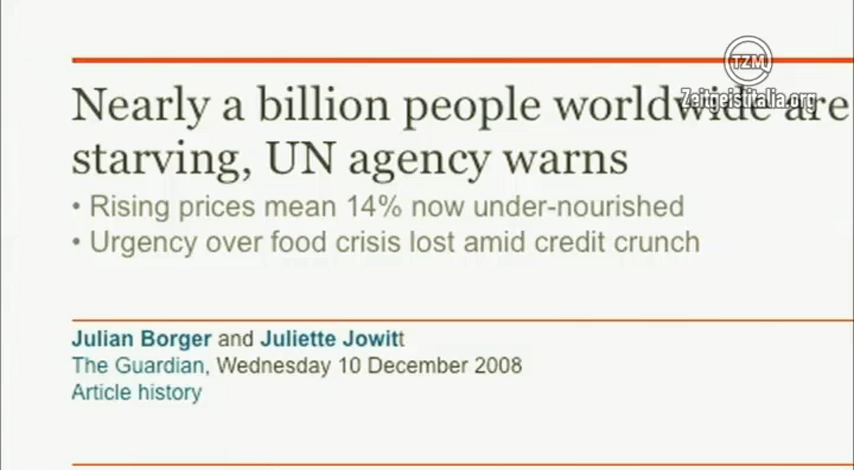 TZM
Zeitgeistitalia.org
Nearly a billion people worldwide are
starving, UN agency warns
• Rising prices mean 14% now under-nourished
• Urgency over food crisis lost amid credit crunch
Julian Borger and Juliette Jowitt
The Guardian, Wednesday 10 December 2008
Article history